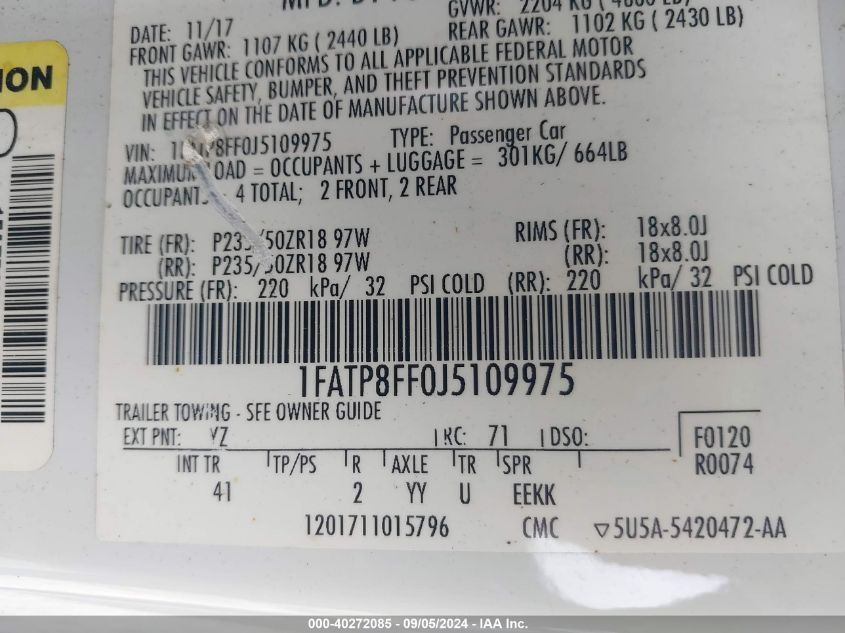 DATE: 11/17
REAR GAWR: 1102 KG ( 2430 LB)
FRONT GAWR: 1107 KG ( 2440 LB)
THIS VEHICLE CONFORMS TO ALL APPLICABLE FEDERAL MOTOR
VEHICLE SAFETY, BUMPER, AND THEFT PREVENTION STANDARDS
IN EFFECT ON THE DATE OF MANUFACTURE SHOWN ABOVE.
VIN: TYPE: Passenger Car
MAXIMUM LOAD = OCCUPANTS + LUGGAGE = 301KG/ 664LB
OCCUPANTS 4 TOTAL; 2 FRONT, 2 REAR
TIRE (FR): P235/50ZR18 97W RIMS (FR): 18x8.0J
(RR): P235/50ZR18 97W (RR): 18x8.0J
PRESSURE (FR): 220 kPa/ 32 PSI COLD (RR): 220 kPa/ 32 PSI COLD
1FATP8FF0J5109975
TRAILER TOWING - SEE OWNER GUIDE
EXT PNT: YZ RC: 71 DSO: F0120
INT TR TP/PS R AXLE TR SPR R0074
41 2 YY U EEKK
1201711015796 CMC ▽5U5A-5420472-AA
000-40272085 - 09/05/2024 - IAA Inc.